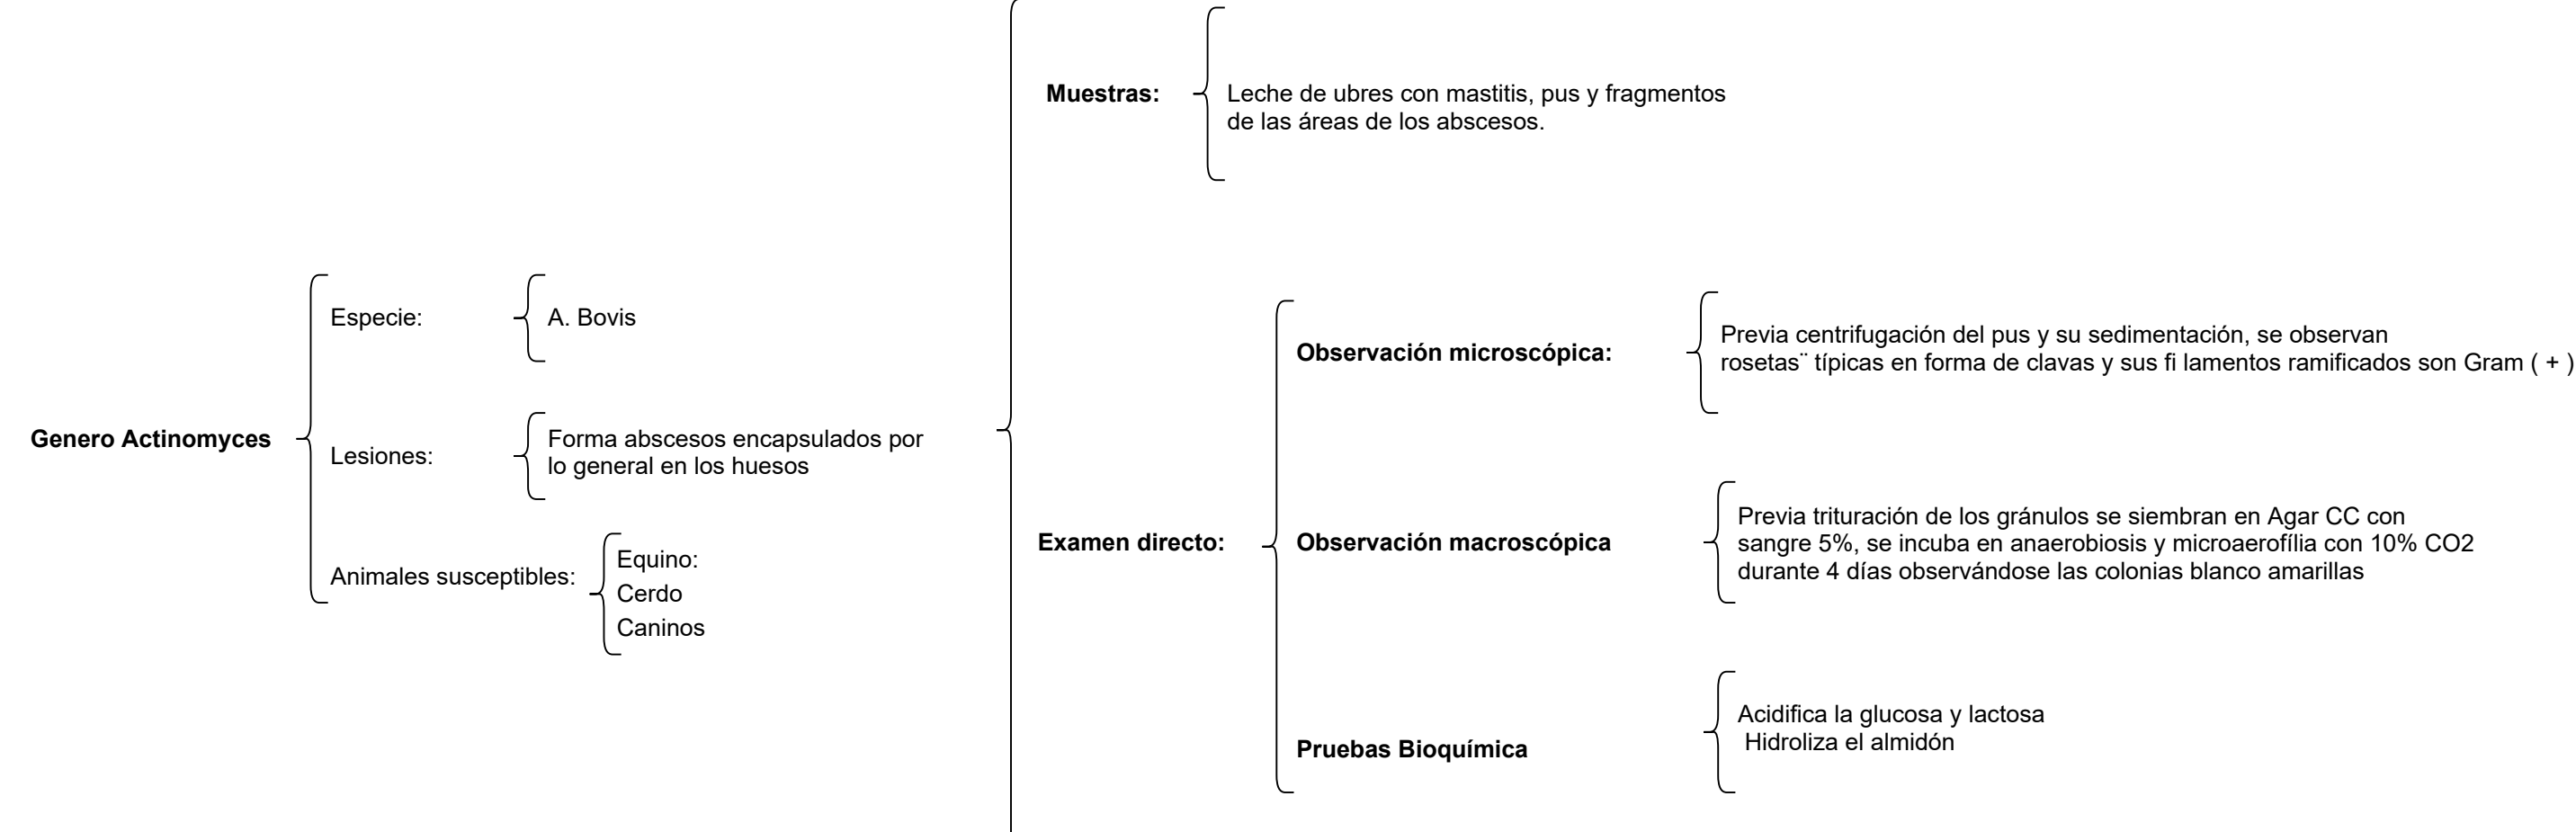 Genero Actinomyces
Especie:
A. Bovis
Lesiones:
Forma abscesos encapsulados por
lo general en los huesos
Animales susceptibles:
Equino:
Cerdo
Caninos
Muestras:
Leche de ubres con mastitis, pus y fragmentos
de las áreas de los abscesos.
Examen directo:
Observación microscópica:
Previa centrifugación del pus y su sedimentación, se observan
rosetas¨ típicas en forma de clavas y sus fi lamentos ramificados son Gram ( + )
Observación macroscópica
Previa trituración de los gránulos se siembran en Agar CC con
sangre 5%, se incuba en anaerobiosis y microaerofília con 10% CO2
durante 4 días observándose las colonias blanco amarillas
Pruebas Bioquímica
Acidifica la glucosa y lactosa
Hidroliza el almidón